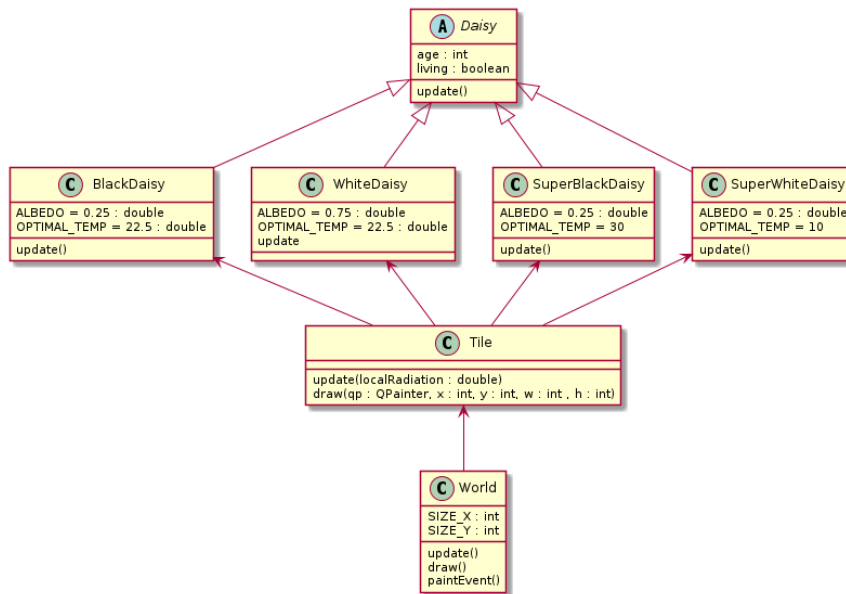 A Daisy
age : int
living : boolean
update()
C BlackDaisy
ALBEDO = 0.25 : double
OPTIMAL_TEMP = 22.5 : double
update()
C WhiteDaisy
ALBEDO = 0.75 : double
OPTIMAL_TEMP = 22.5 : double
update
C SuperBlackDaisy
ALBEDO = 0.25 : double
OPTIMAL_TEMP = 30
update()
C SuperWhiteDaisy
ALBEDO = 0.25 : double
OPTIMAL_TEMP = 10
update()
C Tile
update(localRadiation : double)
draw(qp : QPainter, x : int, y : int, w : int , h : int)
C World
SIZE_X : int
SIZE_Y : int
update()
draw()
paintEvent()